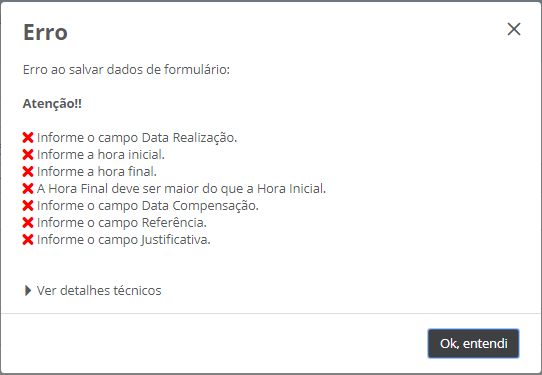 Erro
Erro ao salvar dados de formulário:
Atenção!!
Informe o campo Data Realização.
Informe a hora inicial.
Informe a hora final.
A Hora Final deve ser maior do que a Hora Inicial.
Informe o campo Data Compensação.
Informe o campo Referência.
Informe o campo Justificativa.
Ver detalhes técnicos
Ok, entendi